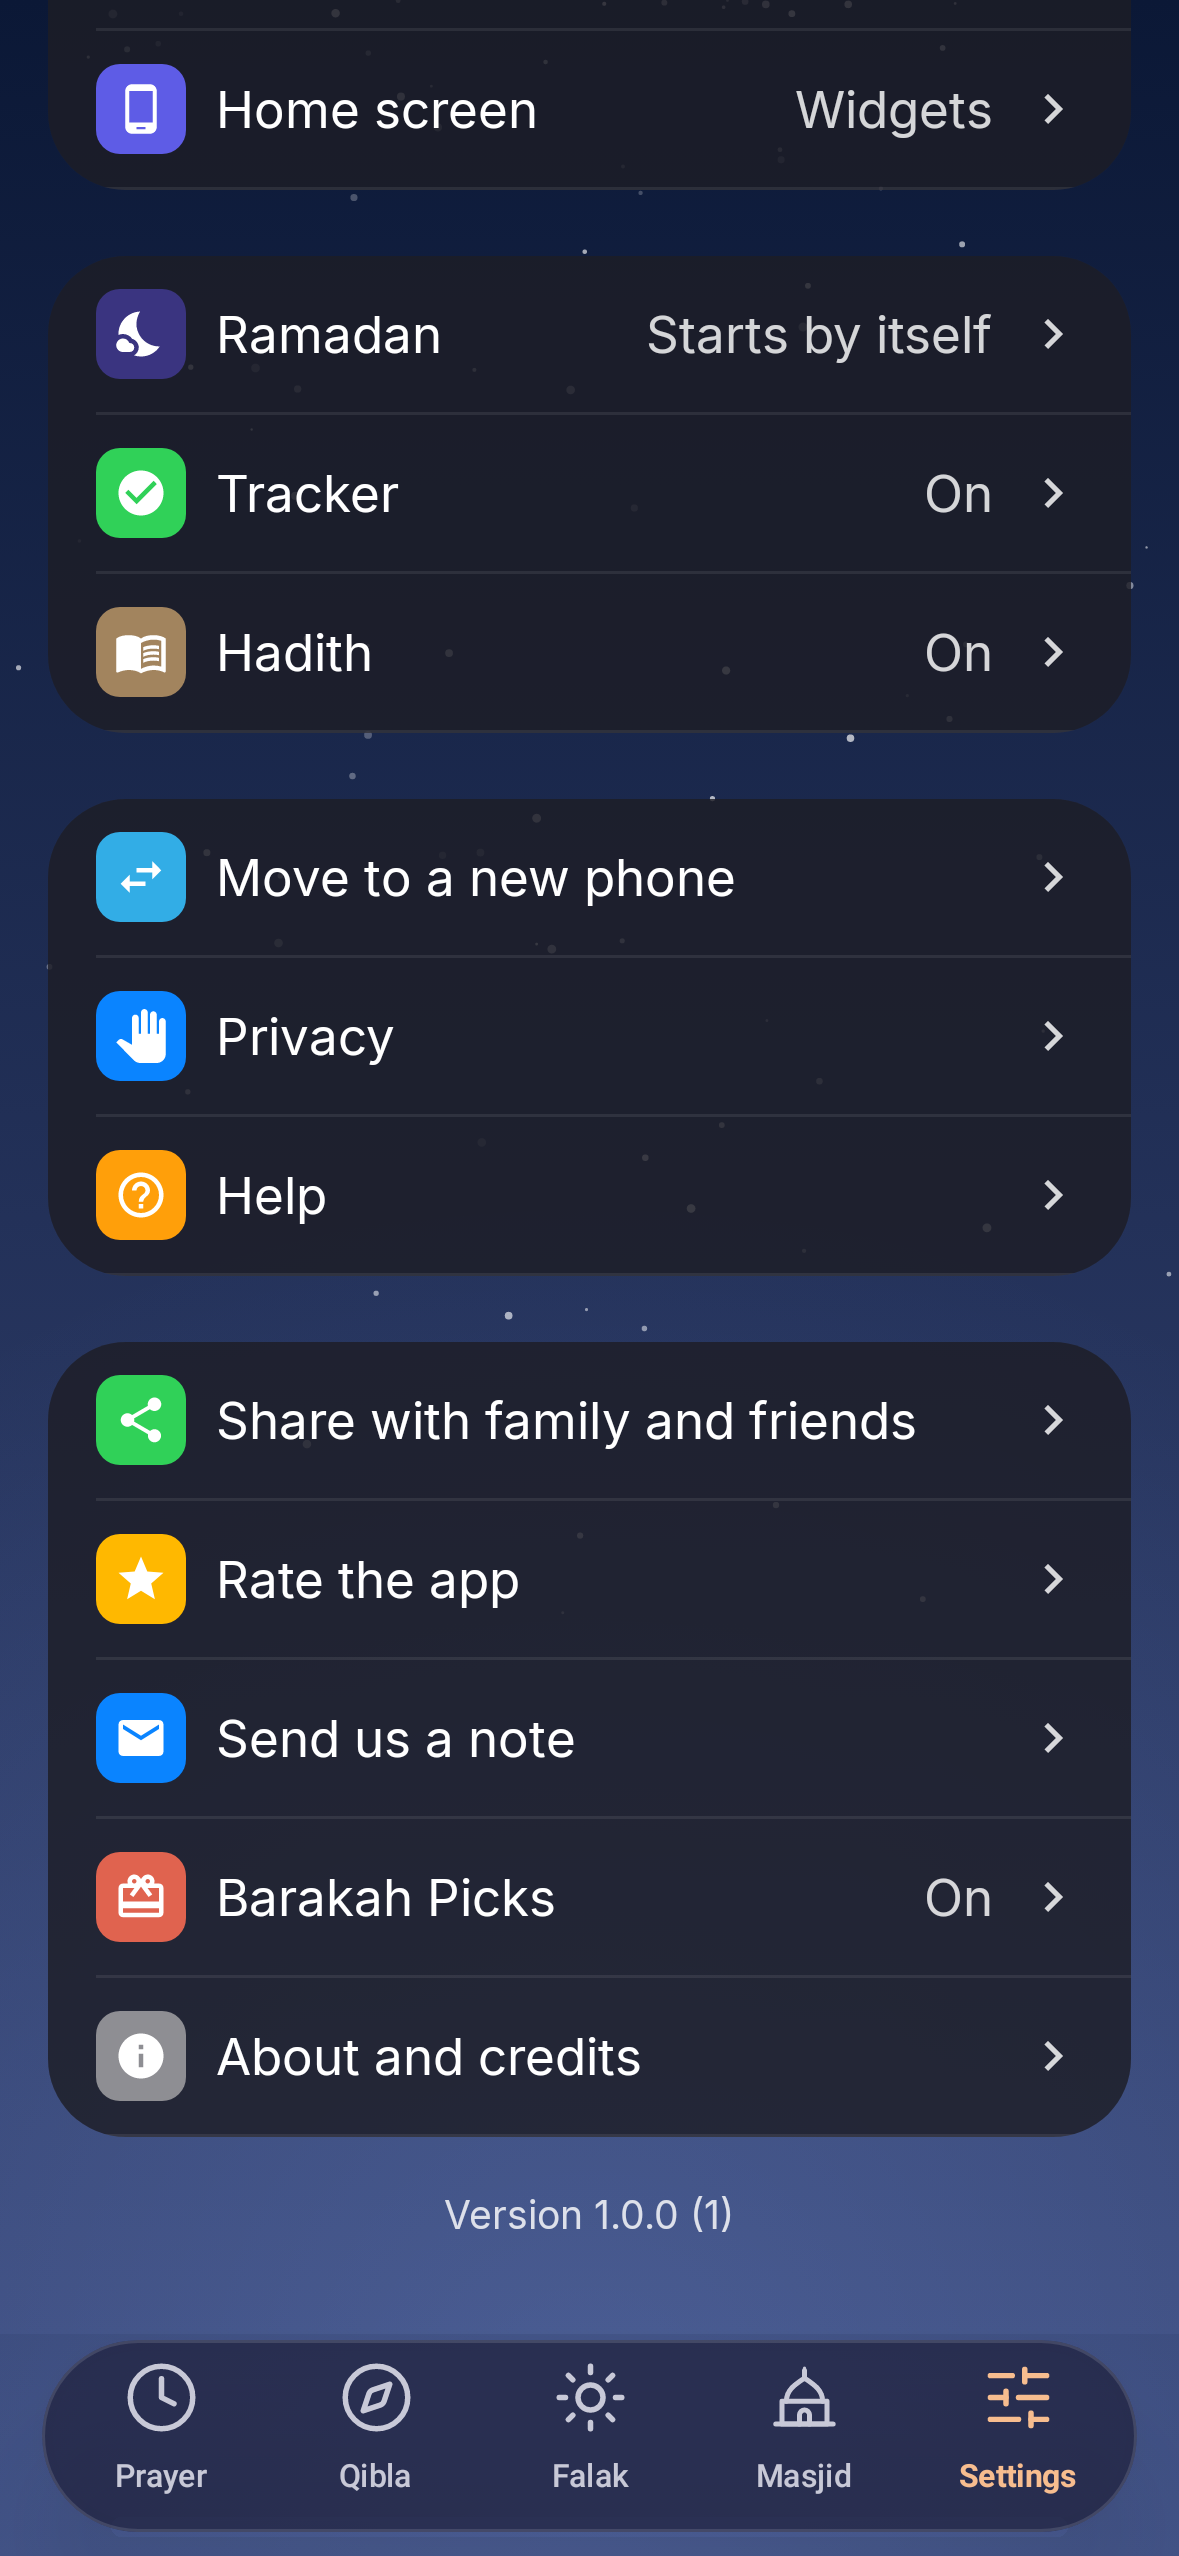 Home screen Widgets
Ramadan Starts by itself
Tracker On
Hadith On
Move to a new phone
Privacy
Help
Share with family and friends
Rate the app
Send us a note
Barakah Picks On
About and credits
Version 1.0.0 (1)
Prayer Qibla Falak Masjid Settings